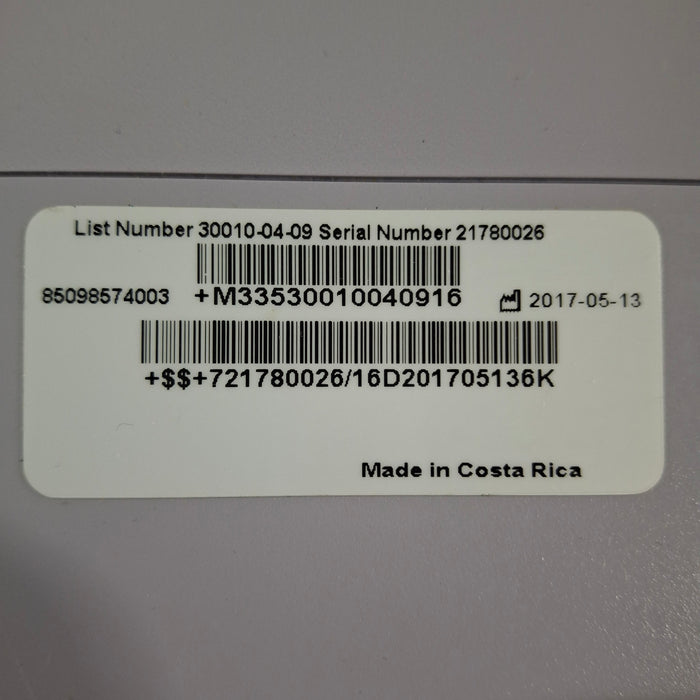 List Number 30010-04-09 Serial Number 21780026
85098574003 +M33530010040916 2017-05-13
+$$+721780026/16D201705136K
Made in Costa Rica